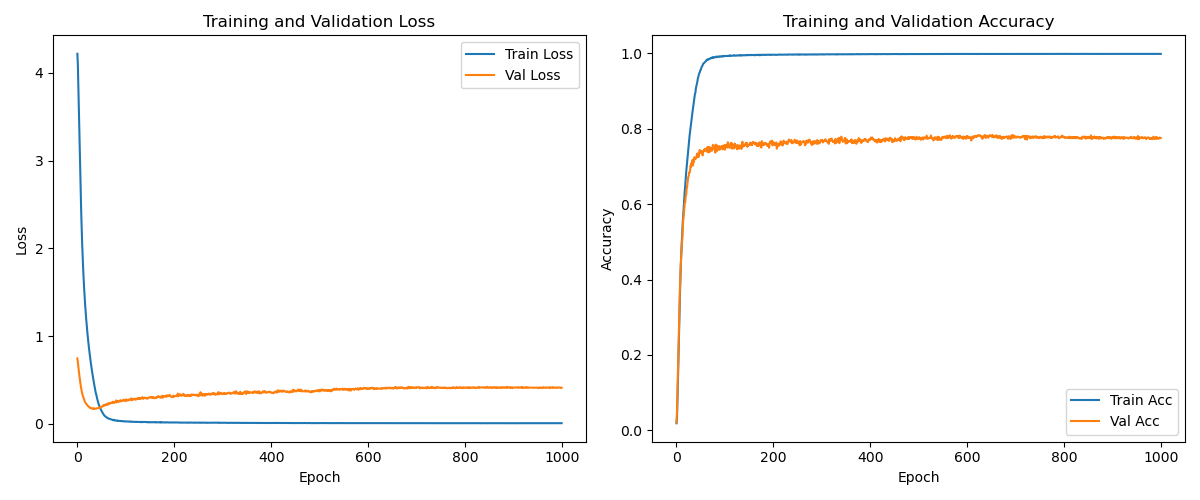 Training and Validation Loss
Train Loss
Val Loss
4
3
2
1
0
Loss
0 200 400 600 800 1000
Epoch
Training and Validation Accuracy
1.0
0.8
0.6
0.4
0.2
0.0
Accuracy
Train Acc
Val Acc
0 200 400 600 800 1000
Epoch